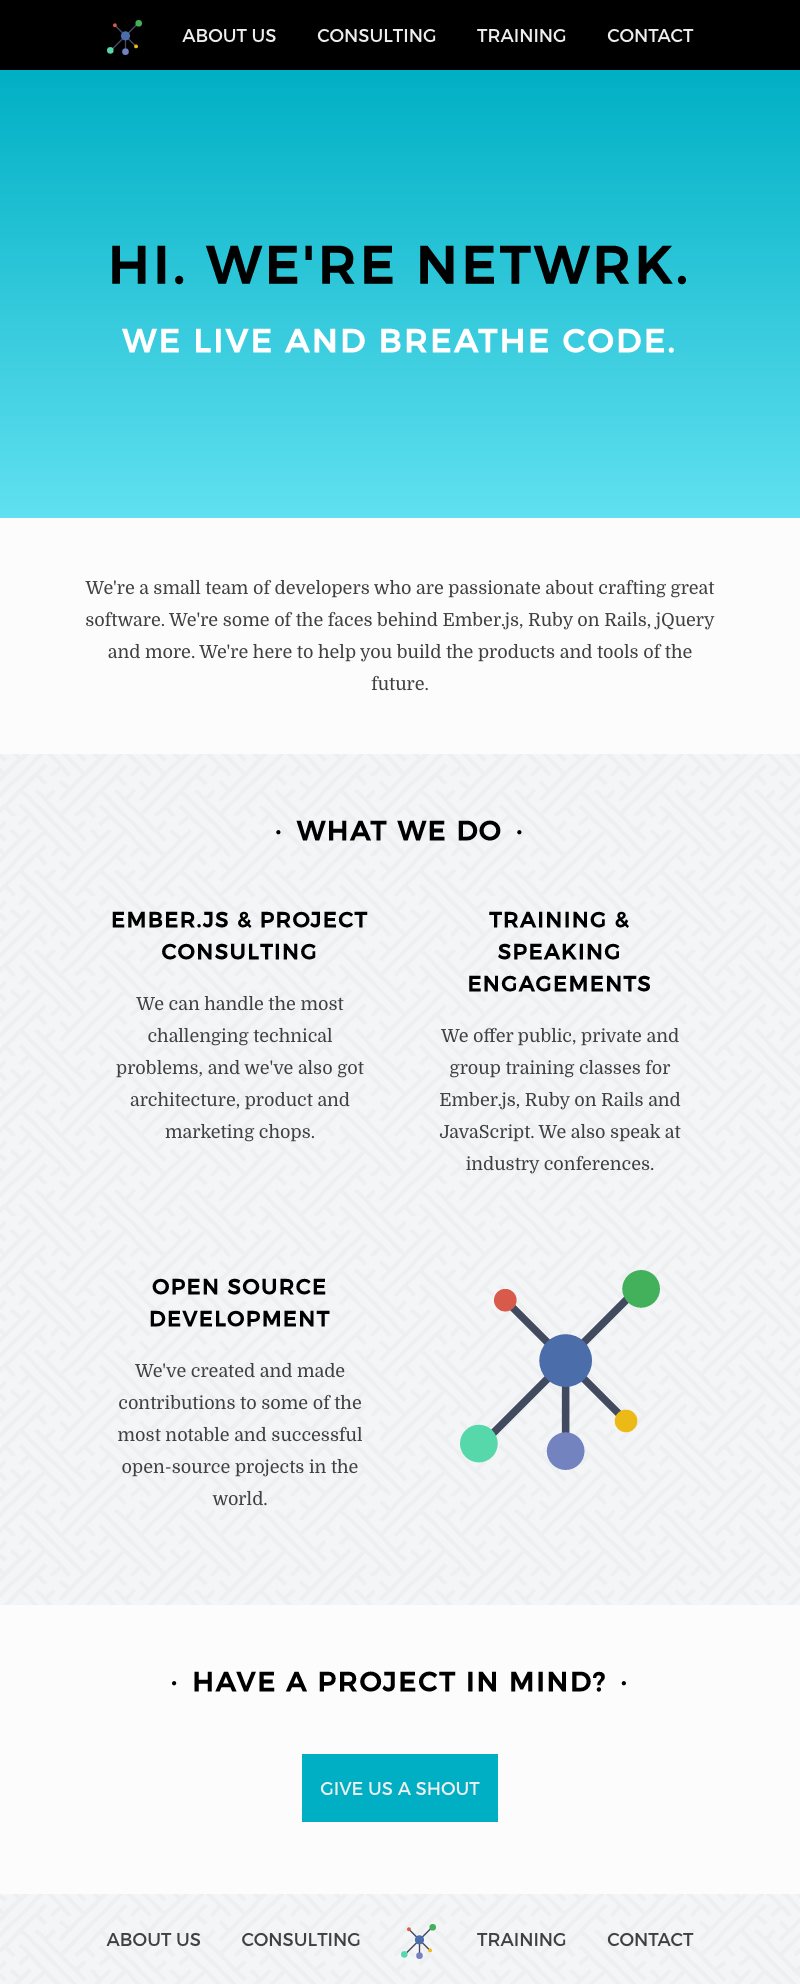 ABOUT US CONSULTING TRAINING CONTACT
HI. WE'RE NETWRK.
WE LIVE AND BREATHE CODE.
We're a small team of developers who are passionate about crafting great
software. We're some of the faces behind Ember.js, Ruby on Rails, jQuery
and more. We're here to help you build the products and tools of the
future.
· WHAT WE DO ·
EMBER.JS & PROJECT
CONSULTING
We can handle the most
challenging technical
problems, and we've also got
architecture, product and
marketing chops.
TRAINING &
SPEAKING
ENGAGEMENTS
We offer public, private and
group training classes for
Ember.js, Ruby on Rails and
JavaScript. We also speak at
industry conferences.
OPEN SOURCE
DEVELOPMENT
We've created and made
contributions to some of the
most notable and successful
open-source projects in the
world.
· HAVE A PROJECT IN MIND? ·
GIVE US A SHOUT
ABOUT US CONSULTING TRAINING CONTACT